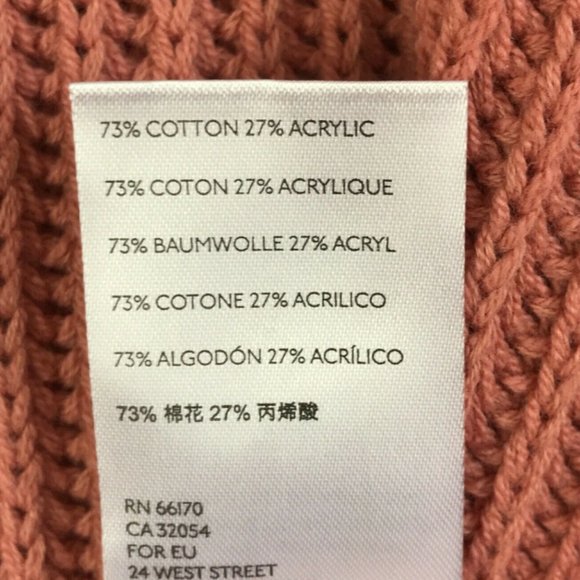 73% COTTON 27% ACRYLIC
73% COTON 27% ACRYLIQUE
73% BAUMWOLLE 27% ACRYL
73% COTONE 27% ACRILICO
73% ALGODÓN 27% ACRÍLICO
73% 棉花 27% 丙烯酸
RN 66170
CA 32054
FOR EU
24 WEST STREET